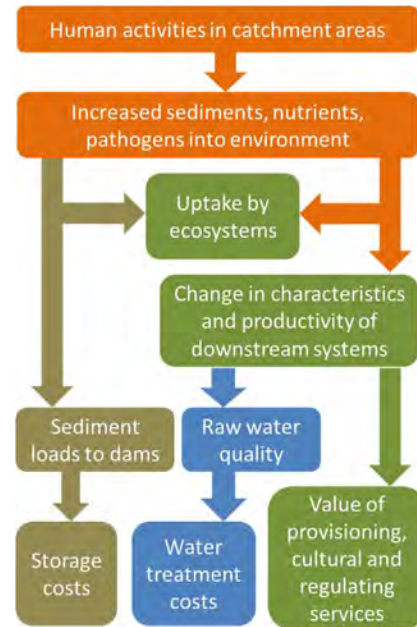 Human activities in catchment areas
Increased sediments, nutrients,
pathogens into environment
Uptake by
ecosystems
Change in characteristics
and productivity of
downstream systems
Sediment
loads to dams
Raw water
quality
Storage
costs
Water
treatment
costs
Value of
provisioning,
cultural and
regulating
services